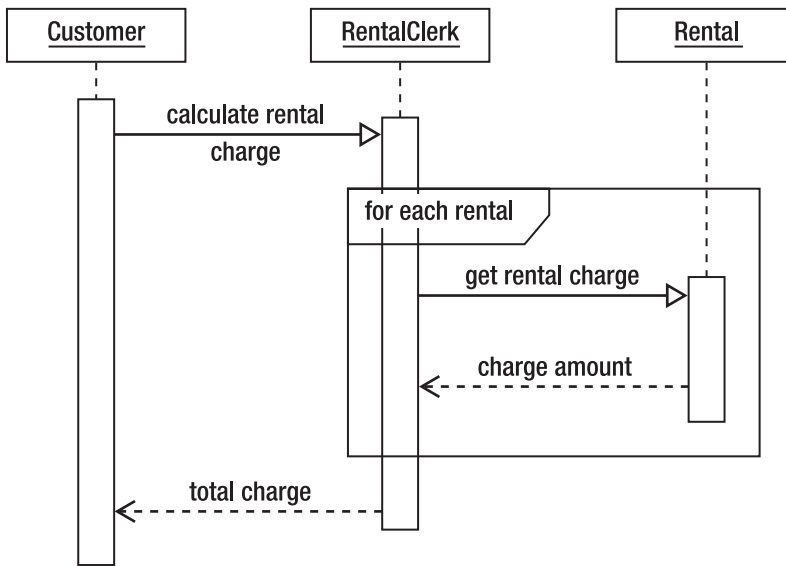 Customer
RentalClerk
Rental
calculate rental
charge
for each rental
get rental charge
charge amount
total charge